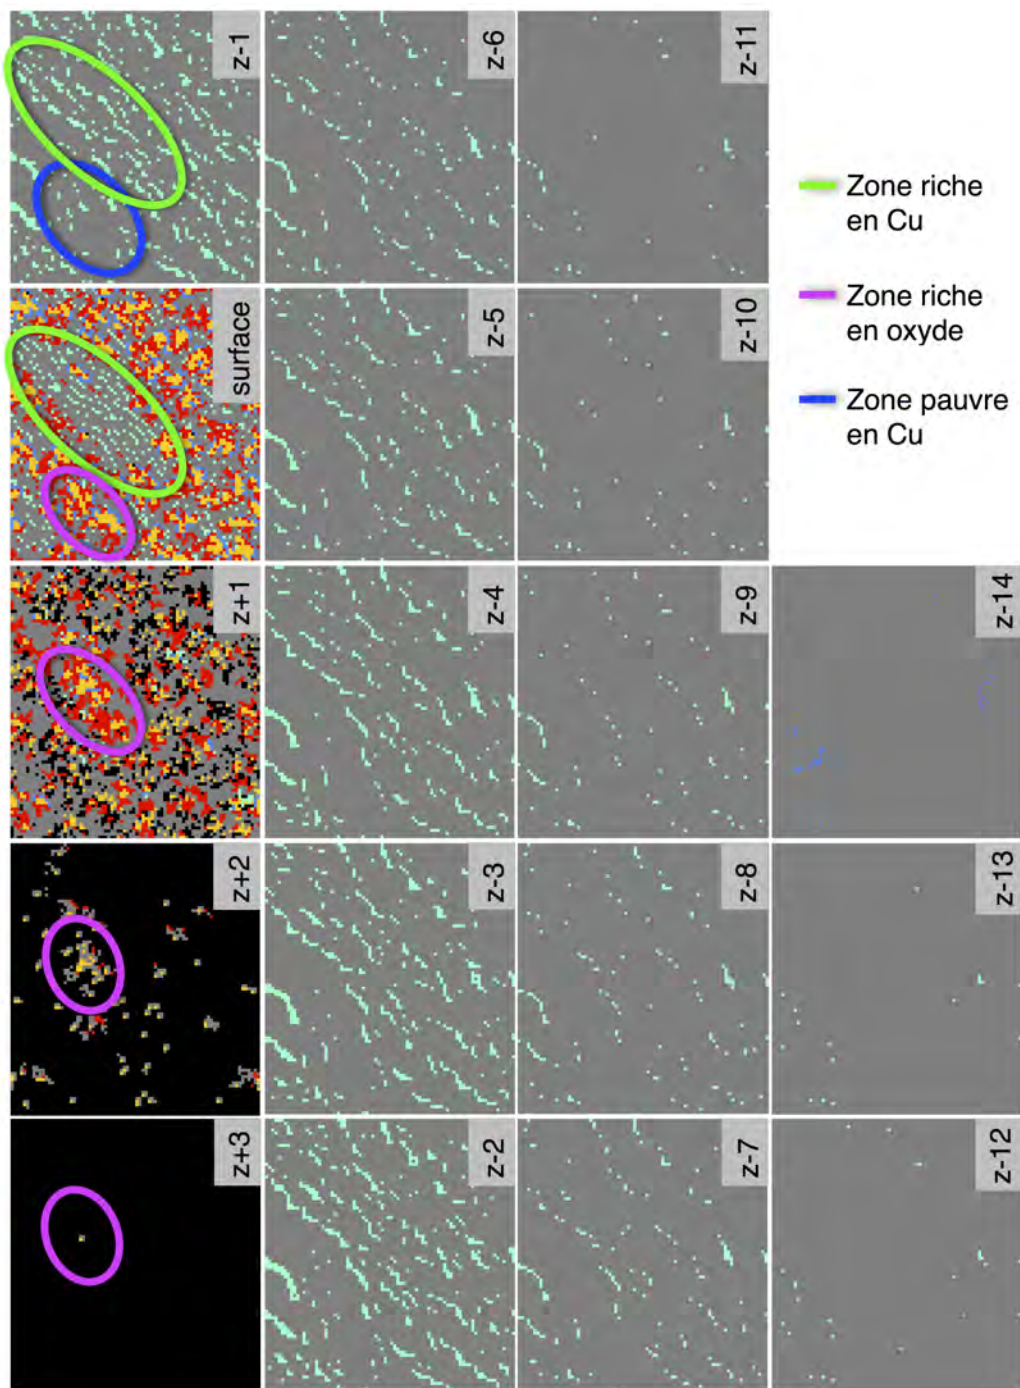 z+3
z+2
z+1
surface
z-1
z-2
z-3
z-4
z-5
z-6
z-7
z-8
z-9
z-10
z-11
z-12
z-13
z-14
Zone riche
en Cu
Zone riche
en oxyde
Zone pauvre
en Cu